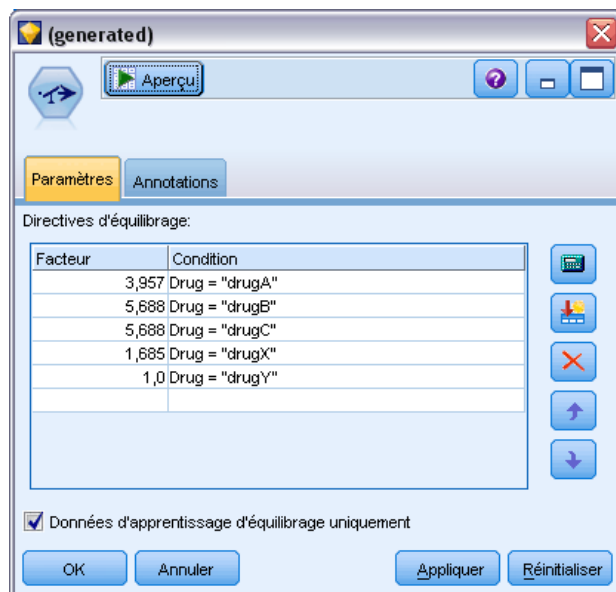 (generated)
Aperçu
Paramètres Annotations
Directives d'équilibrage:
Facteur Condition
3,957 Drug = "drugA"
5,688 Drug = "drugB"
5,688 Drug = "drugC"
1,685 Drug = "drugX"
1,0 Drug = "drugY"
Données d'apprentissage d'équilibrage uniquement
OK Annuler Appliquer Réinitialiser